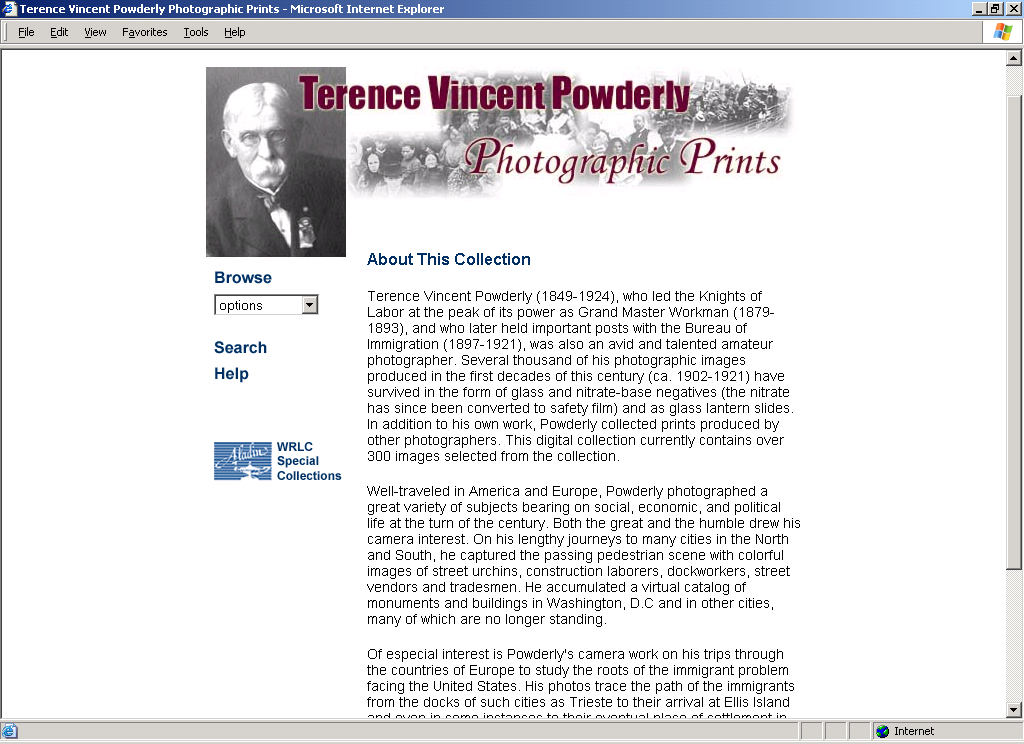 Terence Vincent Powderly Photographic Prints - Microsoft Internet Explorer
File Edit View Favorites Tools Help
Terence Vincent Powderly
Photographic Prints
Browse
options
Search
Help
Aladin
WRLC
Special
Collections
About This Collection
Terence Vincent Powderly (1849-1924), who led the Knights of
Labor at the peak of its power as Grand Master Workman (1879-
1893), and who later held important posts with the Bureau of
Immigration (1897-1921), was also an avid and talented amateur
photographer. Several thousand of his photographic images
produced in the first decades of this century (ca. 1902-1921) have
survived in the form of glass and nitrate-base negatives (the nitrate
has since been converted to safety film) and as glass lantern slides.
In addition to his own work, Powderly collected prints produced by
other photographers. This digital collection currently contains over
300 images selected from the collection.
Well-traveled in America and Europe, Powderly photographed a
great variety of subjects bearing on social, economic, and political
life at the turn of the century. Both the great and the humble drew his
camera interest. On his lengthy journeys to many cities in the North
and South, he captured the passing pedestrian scene with colorful
images of street urchins, construction laborers, dockworkers, street
vendors and tradesmen. He accumulated a virtual catalog of
monuments and buildings in Washington, D.C and in other cities,
many of which are no longer standing.
Of especial interest is Powderly's camera work on his trips through
the countries of Europe to study the roots of the immigrant problem
facing the United States. His photos trace the path of the immigrants
from the docks of such cities as Trieste to their arrival at Ellis Island
and even in some instances to their eventual place of settlement in
Internet